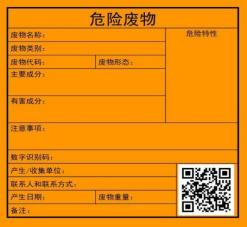 危险废物
废物名称：
危险特性
废物类别：
废物代码：
废物形态：
主要成分：
有害成分：
注意事项：
数字识别码：
产生/收集单位：
联系人和联系方式：
产生日期：
废物重量：
备注：